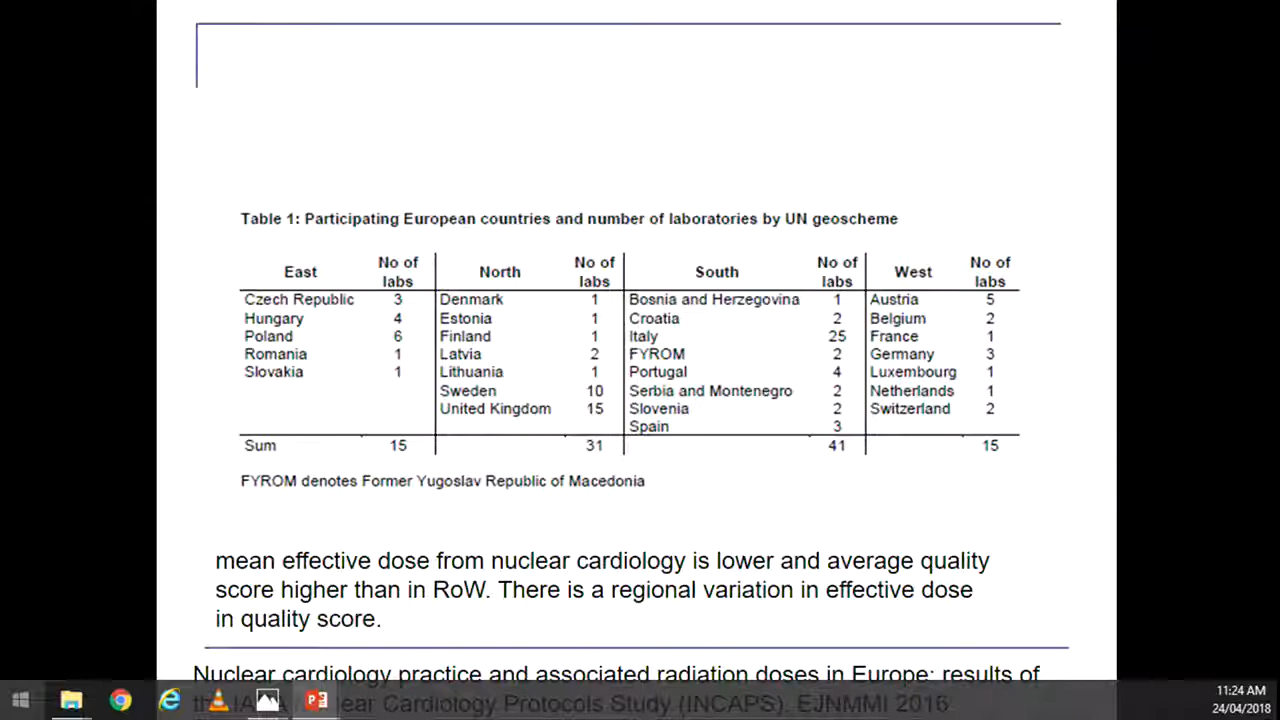 Table 1: Participating European countries and number of laboratories by UN geoscheme
East No of labs North No of labs South No of labs West No of labs
Czech Republic 3 Denmark 1 Bosnia and Herzegovina 1 Austria 5
Hungary 4 Estonia 1 Croatia 2 Belgium 2
Poland 6 Finland 1 Italy 25 France 1
Romania 1 Latvia 2 FYROM 2 Germany 3
Slovakia 1 Lithuania 1 Portugal 4 Luxembourg 1
Sweden 10 Serbia and Montenegro 2 Netherlands 1
United Kingdom 15 Slovenia 2 Switzerland 2
Spain 3
Sum 15 31 41 15
FYROM denotes Former Yugoslav Republic of Macedonia
mean effective dose from nuclear cardiology is lower and average quality
score higher than in RoW. There is a regional variation in effective dose
in quality score.
Nuclear cardiology practice and associated radiation doses in Europe: results of
Cardiology Protocols Study (INCAPS). EJNMMI 2016
11:24 AM
24/04/2018